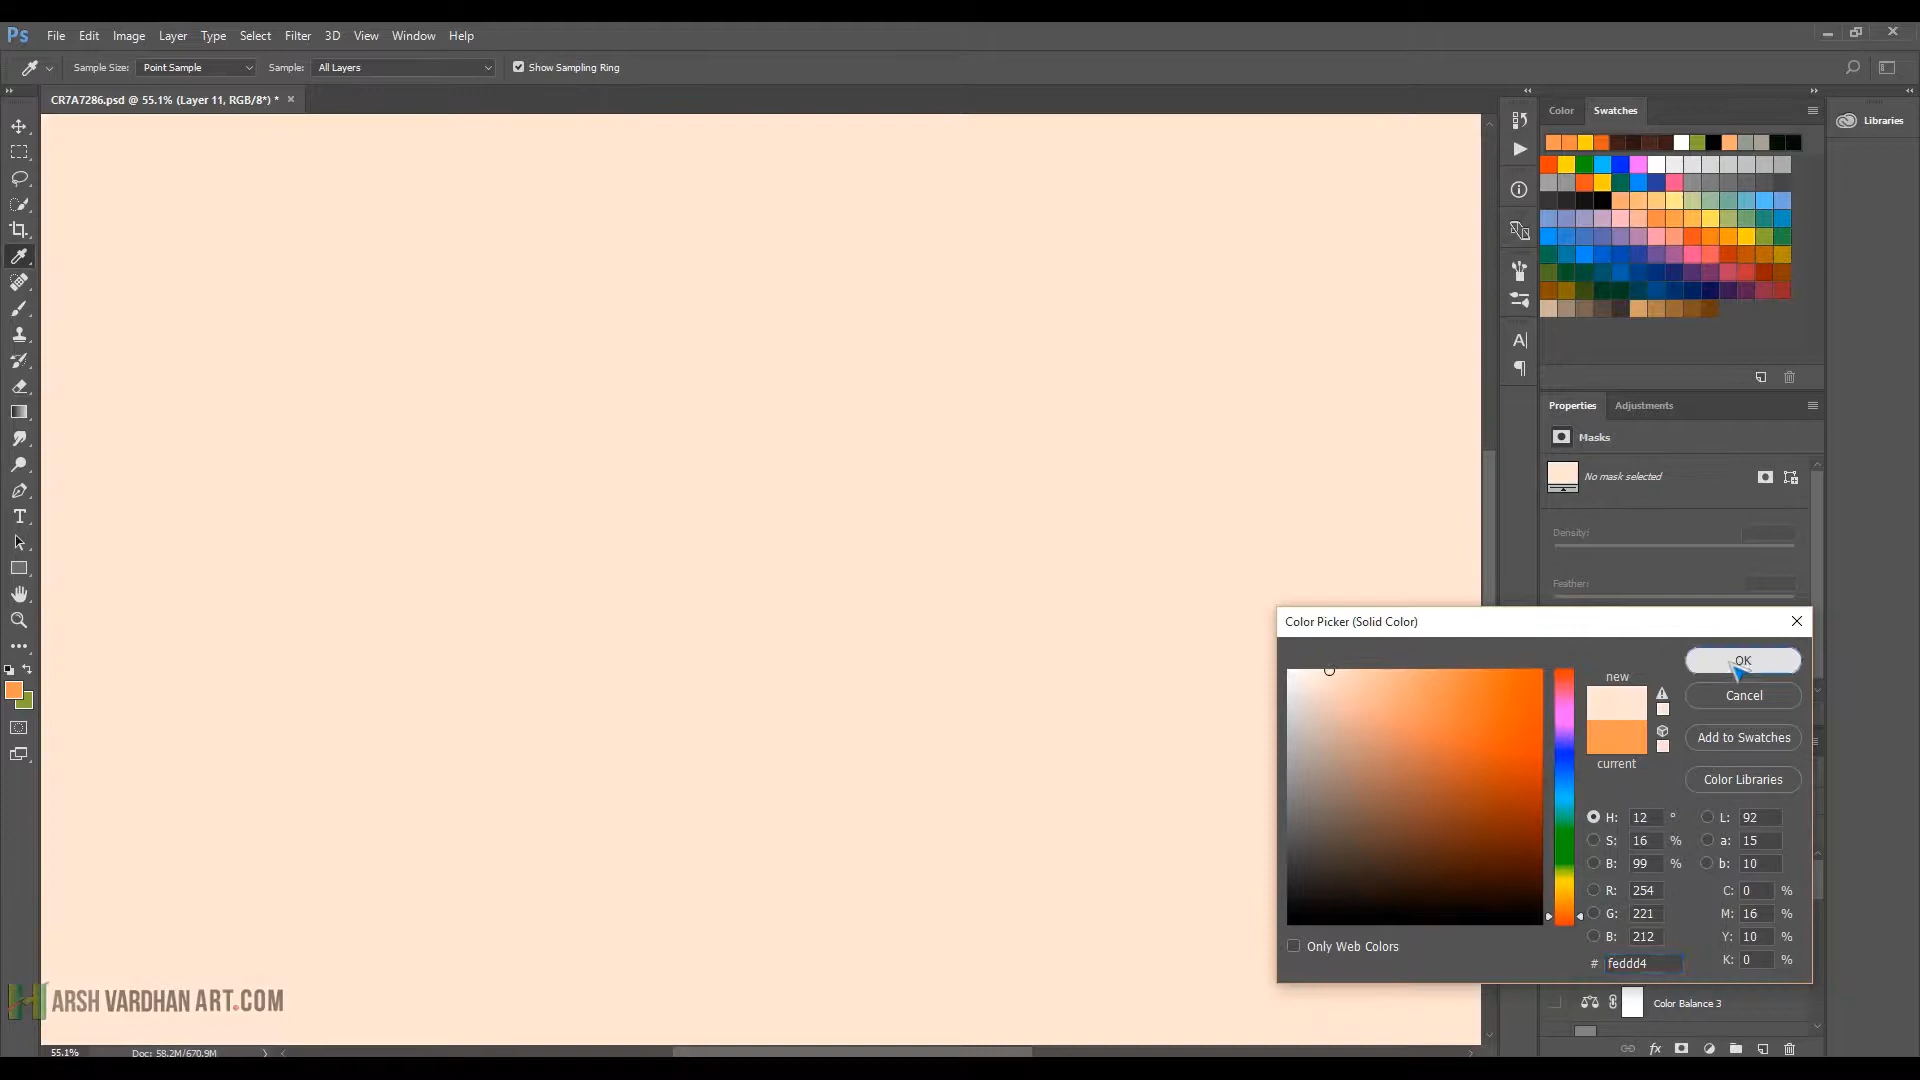 Ps File Edit Image Layer Type Select Filter 3D View Window Help
Sample Size: Point Sample Sample: All Layers Show Sampling Ring
CR7A7286.psd @ 55.1% (Layer 11, RGB/8*) * ×
Color Swatches
Libraries
Properties Adjustments
Masks
No mask selected
Density:
Feather:
Color Picker (Solid Color)
OK
new
Cancel
Add to Swatches
current
Color Libraries
H: 12 ° L: 92
S: 16 % a: 15
B: 99 % b: 10
R: 254 C: 0 %
G: 221 M: 16 %
B: 212 Y: 10 %
Only Web Colors
# feddd4 K: 0 %
Color Balance 3
HARSH VARDHAN ART.COM
55.1% Doc: 58.2M/670.9M
fx